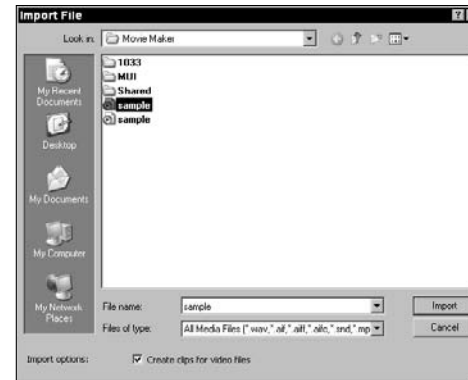 Import File
Look in:
Movie Maker
1033
MUI
Shared
sample
sample
My Recent
Documents
Desktop
My Documents
My Computer
My Network
Places
File name:
sample
Import
Files of type:
All Media Files (*.wav,*.aif,*.aiff,*.aifc,*.snd,*.mp
Cancel
Import options:
Create clips for video files